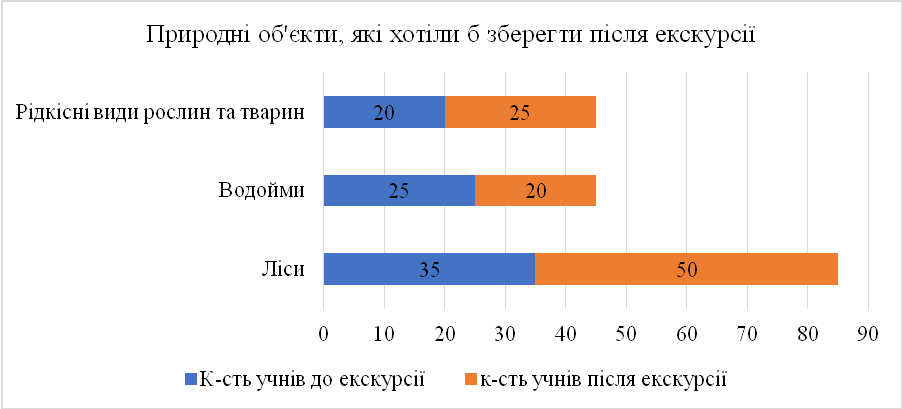 Природні об'єкти, які хотіли б зберегти після екскурсії
Рідкісні види рослин та тварин
20
25
Водойми
25
20
Ліси
35
50
0 10 20 30 40 50 60 70 80 90
К-сть учнів до екскурсії
к-сть учнів після екскурсії